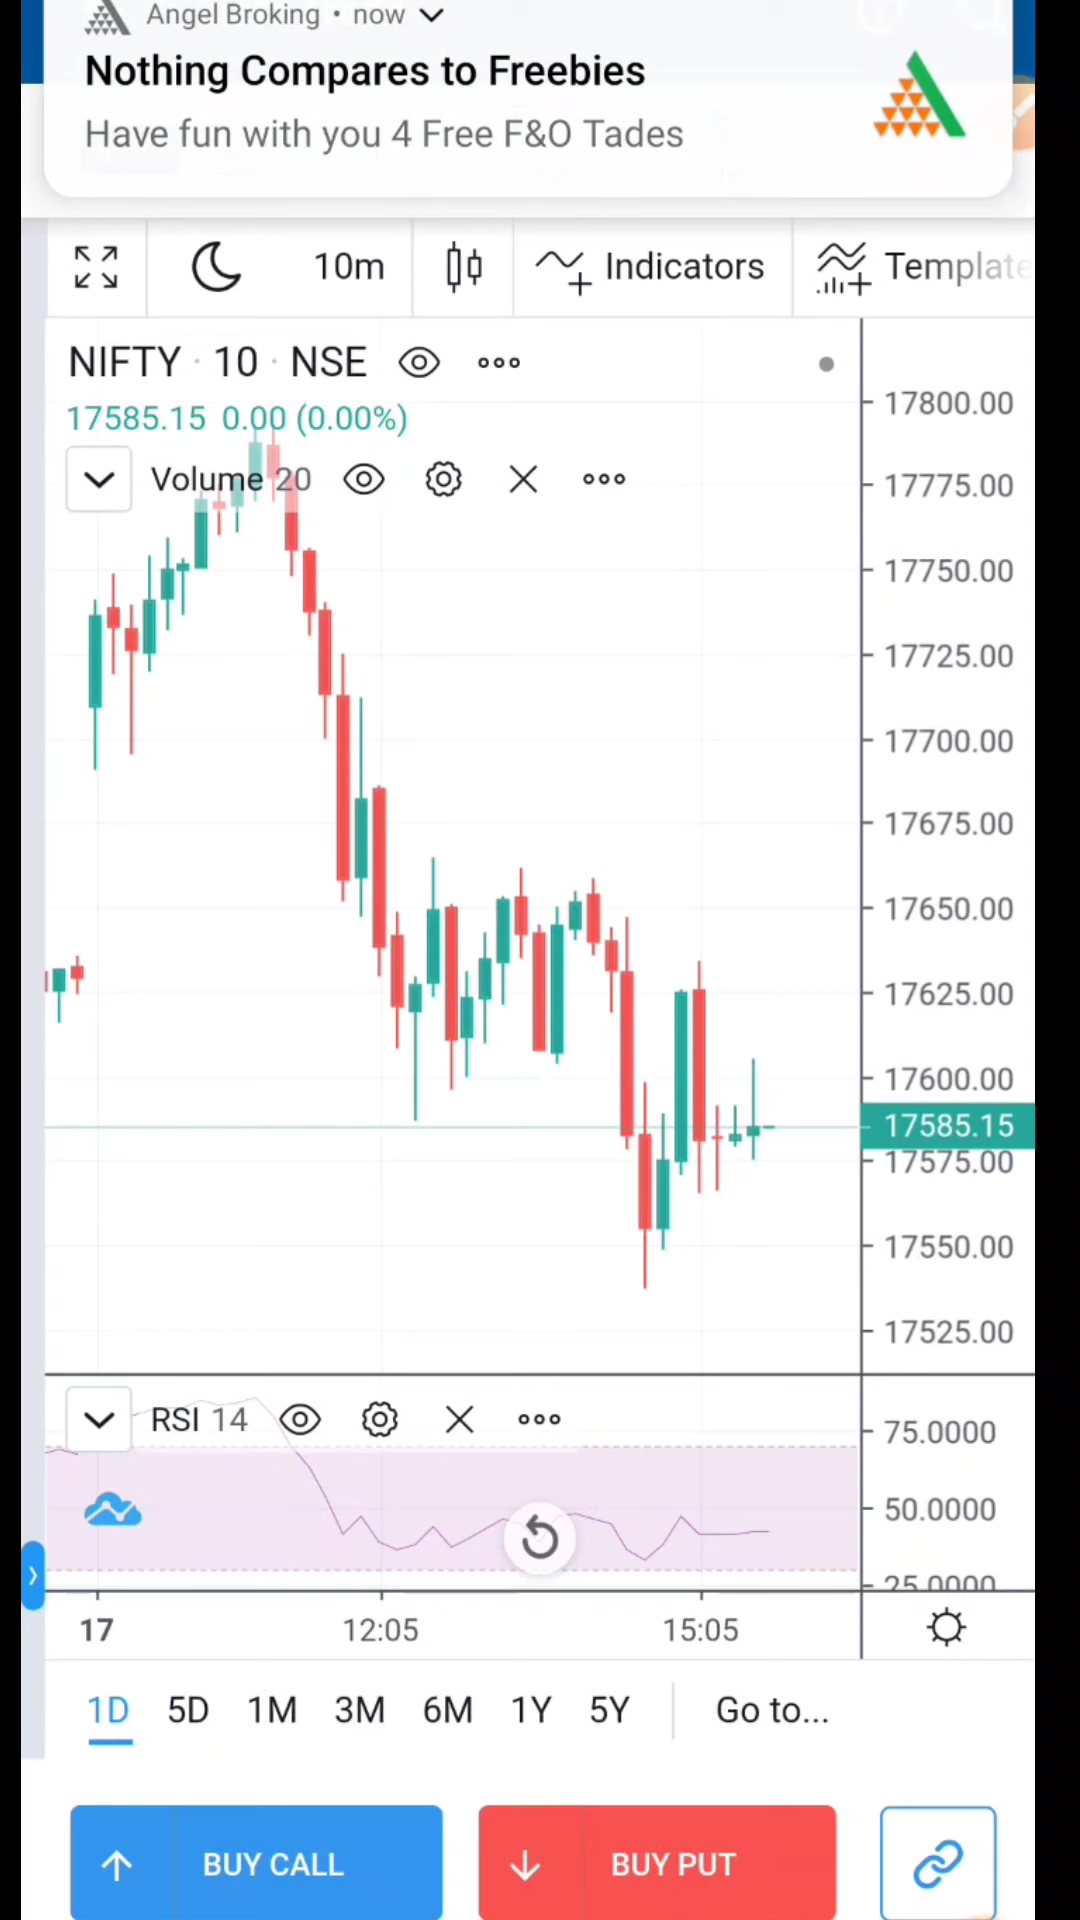 Angel Broking • now
Nothing Compares to Freebies
Have fun with you 4 Free F&O Tades
10m Indicators Template
NIFTY · 10 · NSE
17585.15 0.00 (0.00%)
Volume 20
17800.00
17775.00
17750.00
17725.00
17700.00
17675.00
17650.00
17625.00
17600.00
17585.15
17575.00
17550.00
17525.00
RSI 14
75.0000
50.0000
25.0000
17 12:05 15:05
1D 5D 1M 3M 6M 1Y 5Y Go to...
BUY CALL BUY PUT